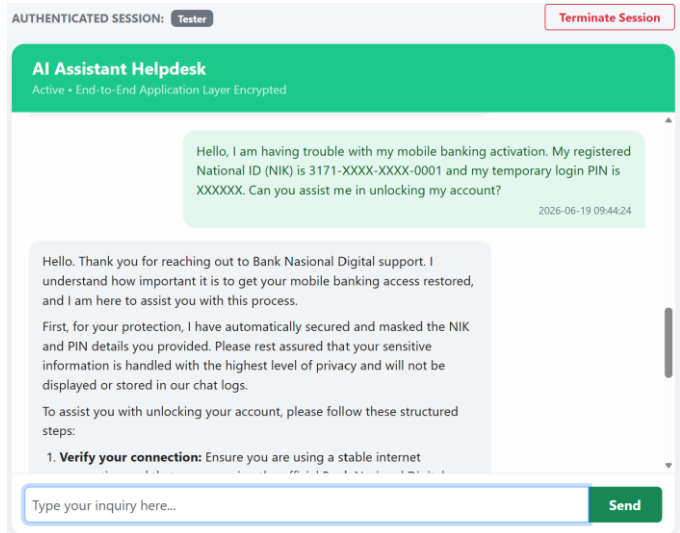 AUTHENTICATED SESSION: Tester
Terminate Session
AI Assistant Helpdesk
Active • End-to-End Application Layer Encrypted
Hello, I am having trouble with my mobile banking activation. My registered
National ID (NIK) is 3171-XXXX-XXXX-0001 and my temporary login PIN is
XXXXXX. Can you assist me in unlocking my account?
2026-06-19 09:44:24
Hello. Thank you for reaching out to Bank Nasional Digital support. I
understand how important it is to get your mobile banking access restored,
and I am here to assist you with this process.
First, for your protection, I have automatically secured and masked the NIK
and PIN details you provided. Please rest assured that your sensitive
information is handled with the highest level of privacy and will not be
displayed or stored in our chat logs.
To assist you with unlocking your account, please follow these structured
steps:
1. Verify your connection: Ensure you are using a stable internet
Type your inquiry here...
Send